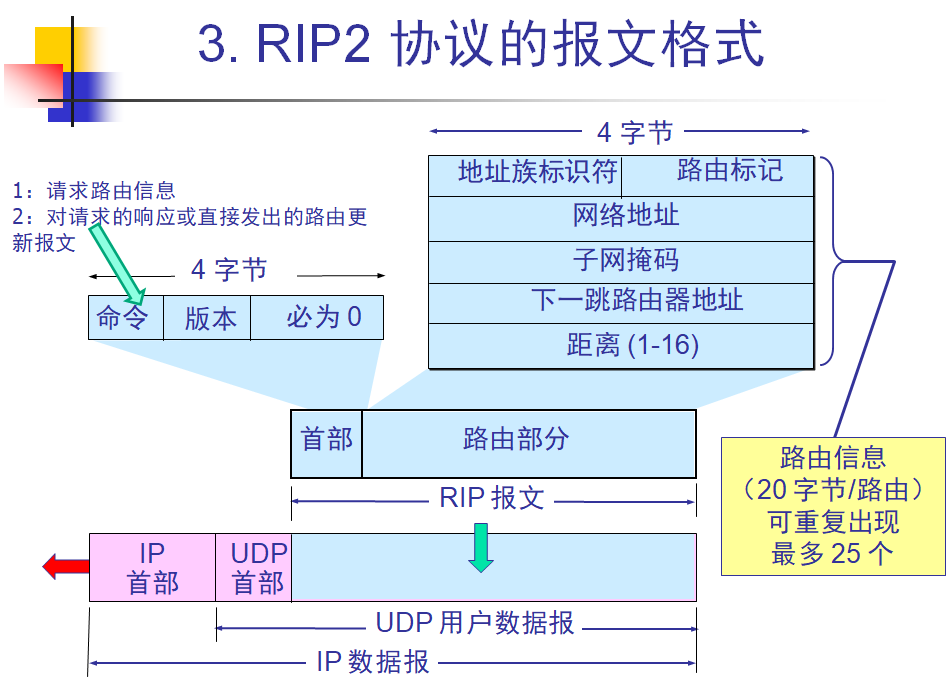 3. RIP2 协议的报文格式
4 字节
地址族标识符
路由标记
网络地址
子网掩码
下一跳路由器地址
距离 (1-16)
1：请求路由信息
2：对请求的响应或直接发出的路由更
新报文
4 字节
命令
版本
必为 0
首部
路由部分
RIP 报文
路由信息
（20 字节/路由）
可重复出现
最多 25 个
IP
首部
UDP
首部
UDP 用户数据报
IP 数据报